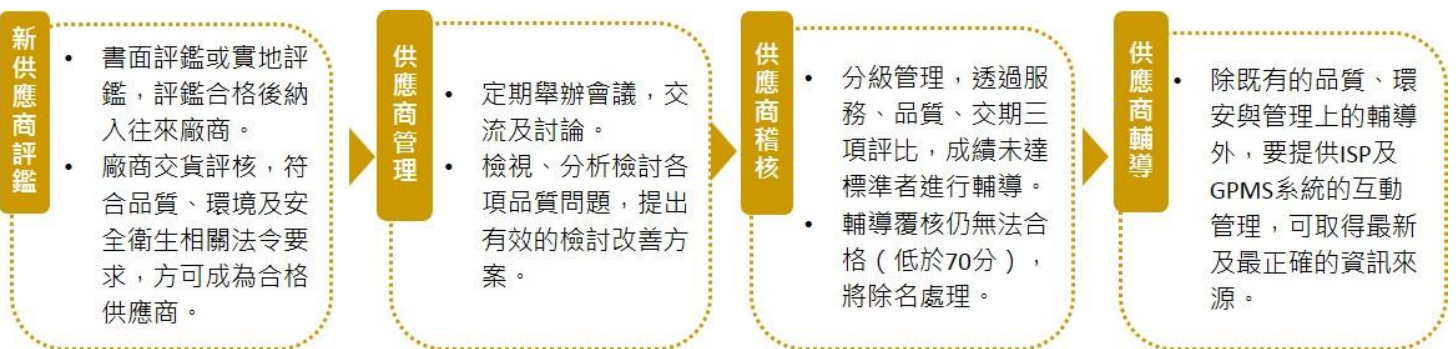 新供應商評鑑
• 書面評鑑或實地評
鑑，評鑑合格後納
入往來廠商。
• 廠商交貨評核，符
合品質、環境及安
全衛生相關法令要
求，方可成為合格
供應商。
供應商管理
• 定期舉辦會議，交
流及討論。
• 檢視、分析檢討各
項品質問題，提出
有效的檢討改善方
案。
供應商稽核
• 分級管理，透過服
務、品質、交期三
項評比，成績未達
標準者進行輔導。
• 輔導覆核仍無法合
格（低於70分），
將除名處理。
供應商輔導
• 除既有的品質、環
安與管理上的輔導
外，要提供ISP及
GPMS系統的互動
管理，可取得最新
及最正確的資訊來
源。